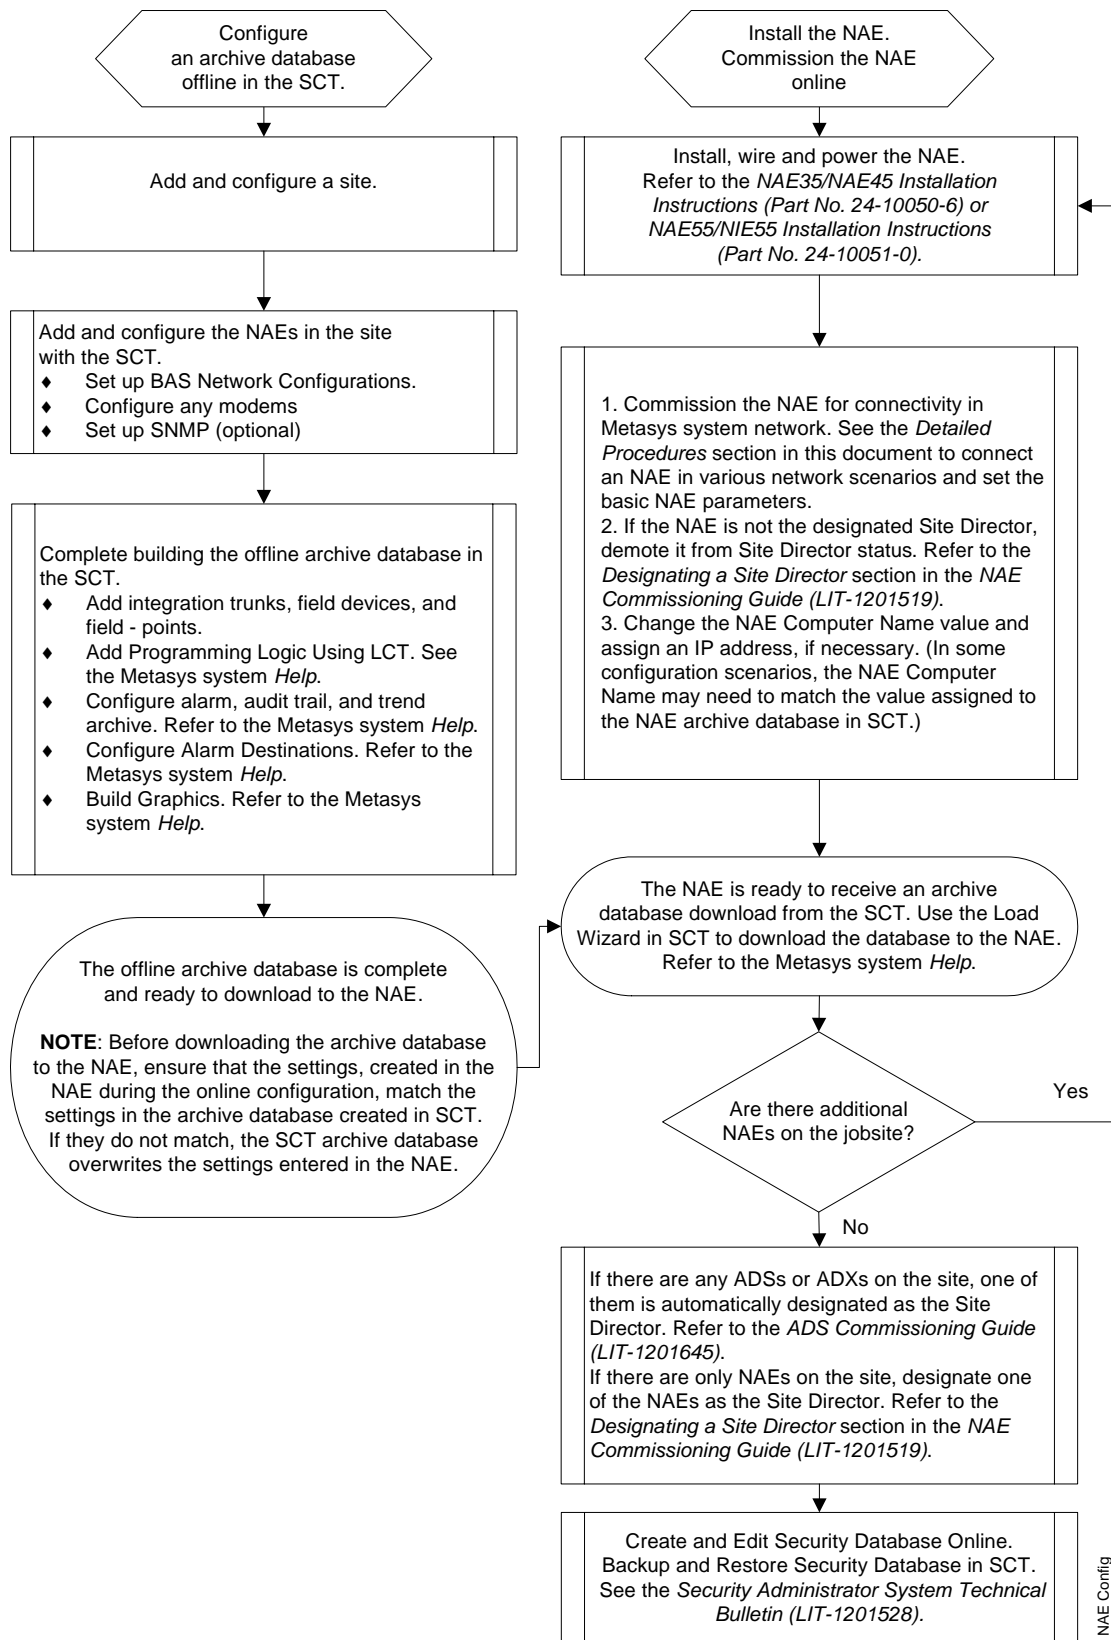 Configure
an archive database
offline in the SCT.
Add and configure a site.
Add and configure the NAEs in the site
with the SCT.
♦ Set up BAS Network Configurations.
♦ Configure any modems
♦ Set up SNMP (optional)
Complete building the offline archive database in
the SCT.
♦ Add integration trunks, field devices, and
field - points.
♦ Add Programming Logic Using LCT. See
the Metasys system Help.
♦ Configure alarm, audit trail, and trend
archive. Refer to the Metasys system Help.
♦ Configure Alarm Destinations. Refer to the
Metasys system Help.
♦ Build Graphics. Refer to the Metasys
system Help.
The offline archive database is complete
and ready to download to the NAE.
NOTE: Before downloading the archive database
to the NAE, ensure that the settings, created in the
NAE during the online configuration, match the
settings in the archive database created in SCT.
If they do not match, the SCT archive database
overwrites the settings entered in the NAE.
Install the NAE.
Commission the NAE
online
Install, wire and power the NAE.
Refer to the NAE35/NAE45 Installation
Instructions (Part No. 24-10050-6) or
NAE55/NIE55 Installation Instructions
(Part No. 24-10051-0).
1. Commission the NAE for connectivity in
Metasys system network. See the Detailed
Procedures section in this document to connect
an NAE in various network scenarios and set the
basic NAE parameters.
2. If the NAE is not the designated Site Director,
demote it from Site Director status. Refer to the
Designating a Site Director section in the NAE
Commissioning Guide (LIT-1201519).
3. Change the NAE Computer Name value and
assign an IP address, if necessary. (In some
configuration scenarios, the NAE Computer
Name may need to match the value assigned to
the NAE archive database in SCT.)
The NAE is ready to receive an archive
database download from the SCT. Use the Load
Wizard in SCT to download the database to the NAE.
Refer to the Metasys system Help.
Are there additional
NAEs on the jobsite?
Yes
No
If there are any ADSs or ADXs on the site, one of
them is automatically designated as the Site
Director. Refer to the ADS Commissioning Guide
(LIT-1201645).
If there are only NAEs on the site, designate one
of the NAEs as the Site Director. Refer to the
Designating a Site Director section in the NAE
Commissioning Guide (LIT-1201519).
Create and Edit Security Database Online.
Backup and Restore Security Database in SCT.
See the Security Administrator System Technical
Bulletin (LIT-1201528).
NAE Config